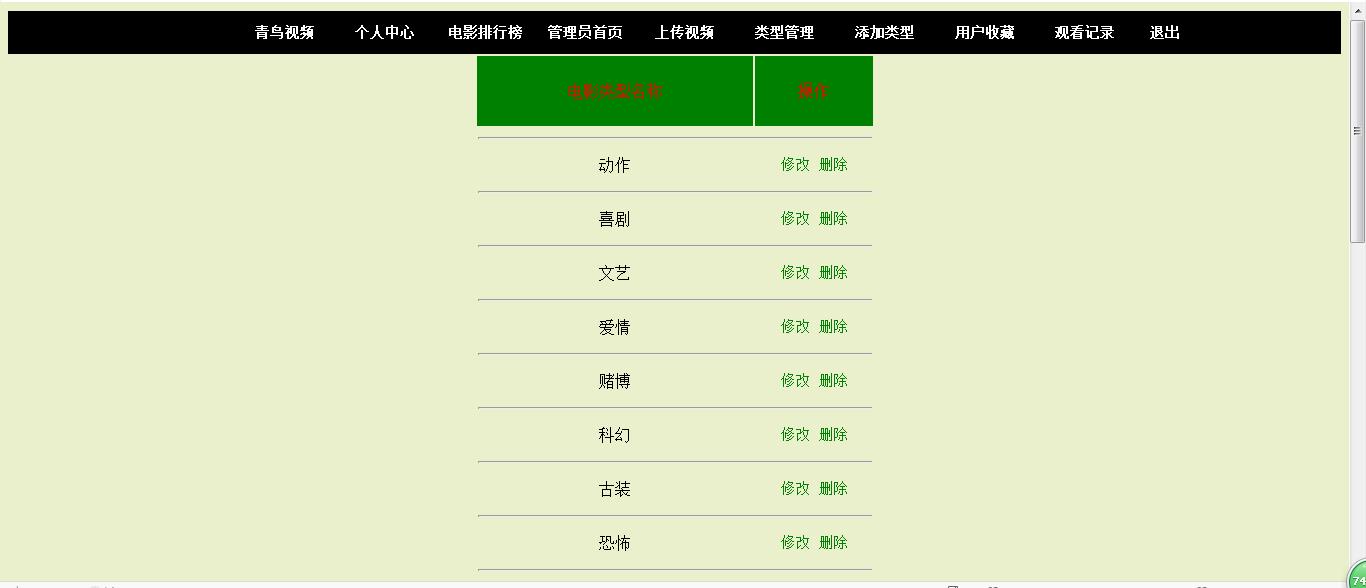 青鸟视频 个人中心 电影排行榜 管理员首页 上传视频 类型管理 添加类型 用户收藏 观看记录 退出
电影类型名称 操作
动作 修改 删除
喜剧 修改 删除
文艺 修改 删除
爱情 修改 删除
赌博 修改 删除
科幻 修改 删除
古装 修改 删除
恐怖 修改 删除
74